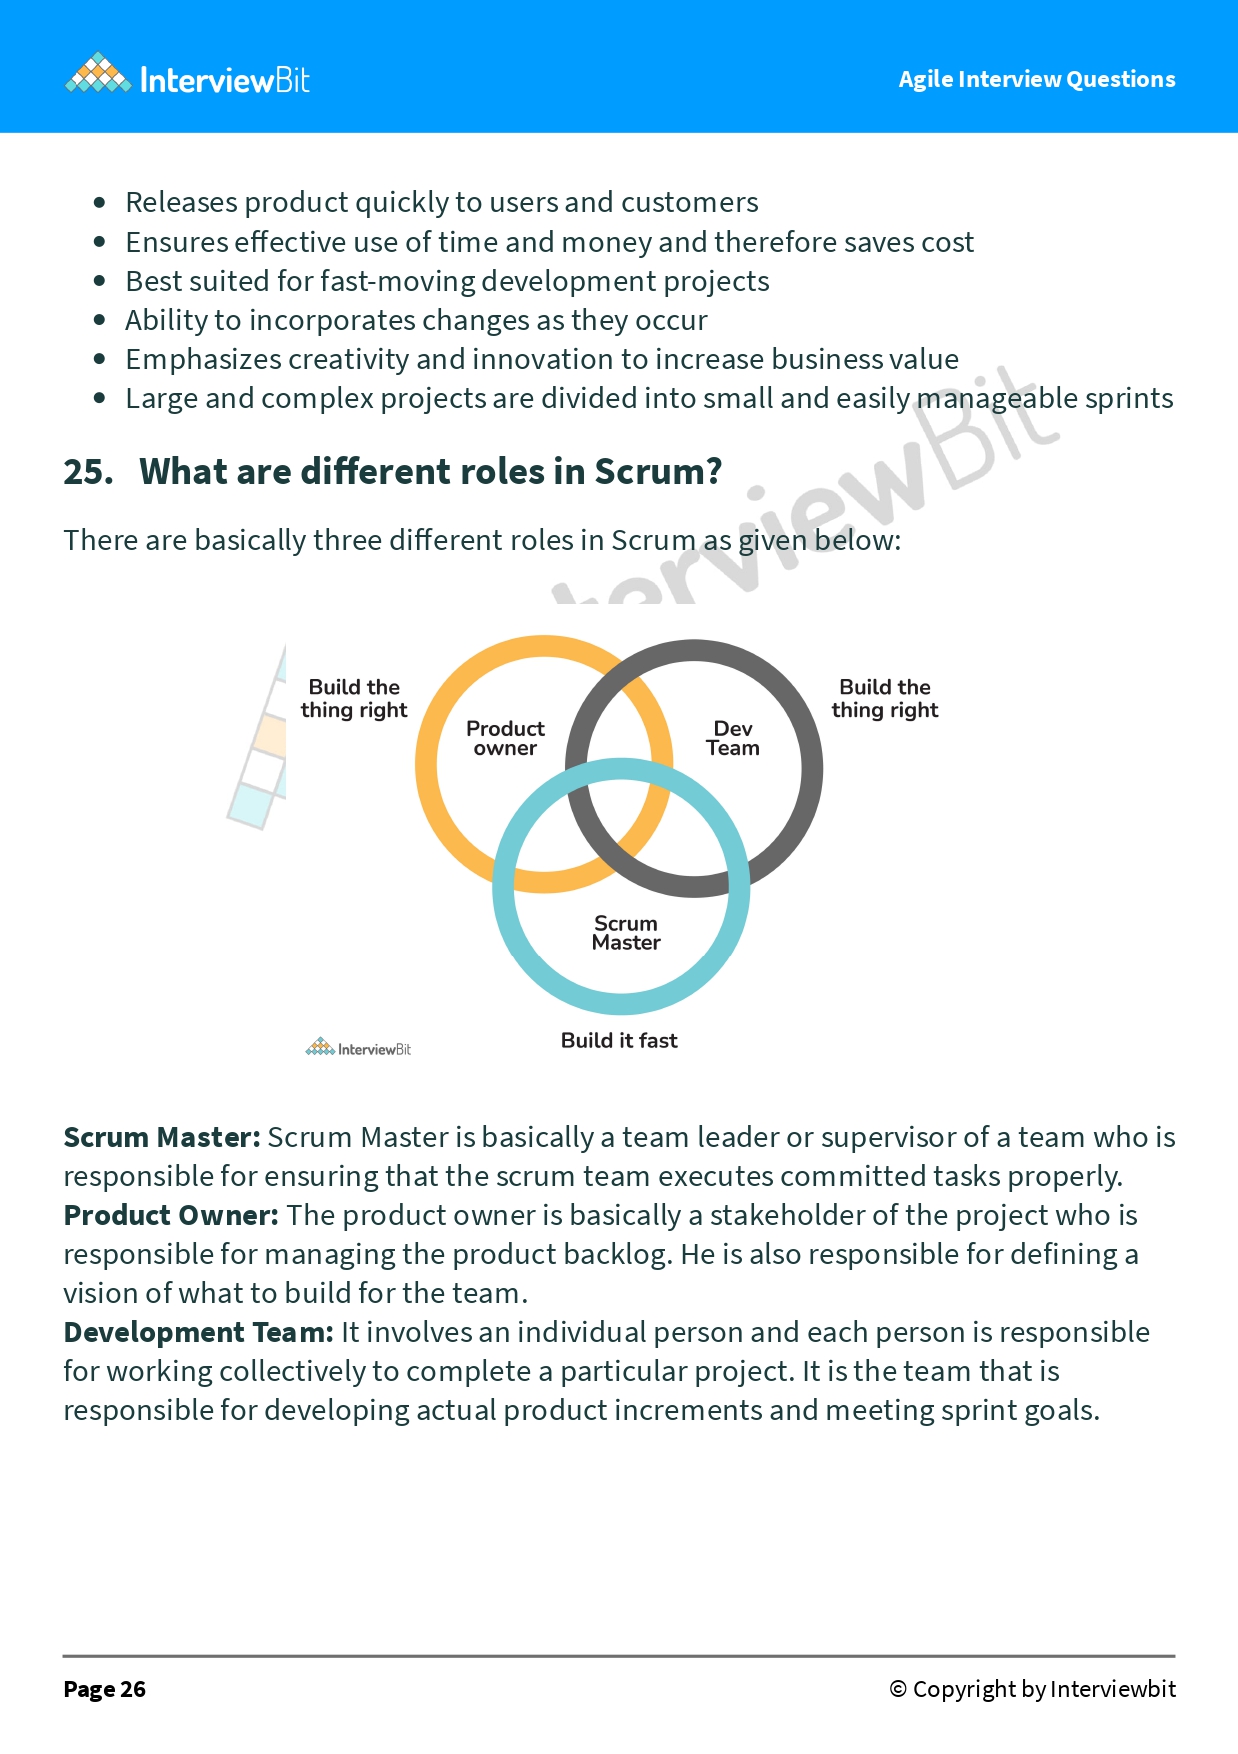 InterviewBit
Agile Interview Questions
• Releases product quickly to users and customers
• Ensures effective use of time and money and therefore saves cost
• Best suited for fast-moving development projects
• Ability to incorporates changes as they occur
• Emphasizes creativity and innovation to increase business value
• Large and complex projects are divided into small and easily manageable sprints
25. What are different roles in Scrum?
There are basically three different roles in Scrum as given below:
terviewBit
Build the
thing right
Product
owner
Dev
Team
Build the
thing right
Scrum
Master
Build it fast
InterviewBit
Scrum Master: Scrum Master is basically a team leader or supervisor of a team who is
responsible for ensuring that the scrum team executes committed tasks properly.
Product Owner: The product owner is basically a stakeholder of the project who is
responsible for managing the product backlog. He is also responsible for defining a
vision of what to build for the team.
Development Team: It involves an individual person and each person is responsible
for working collectively to complete a particular project. It is the team that is
responsible for developing actual product increments and meeting sprint goals.
Page 26
© Copyright by Interviewbit